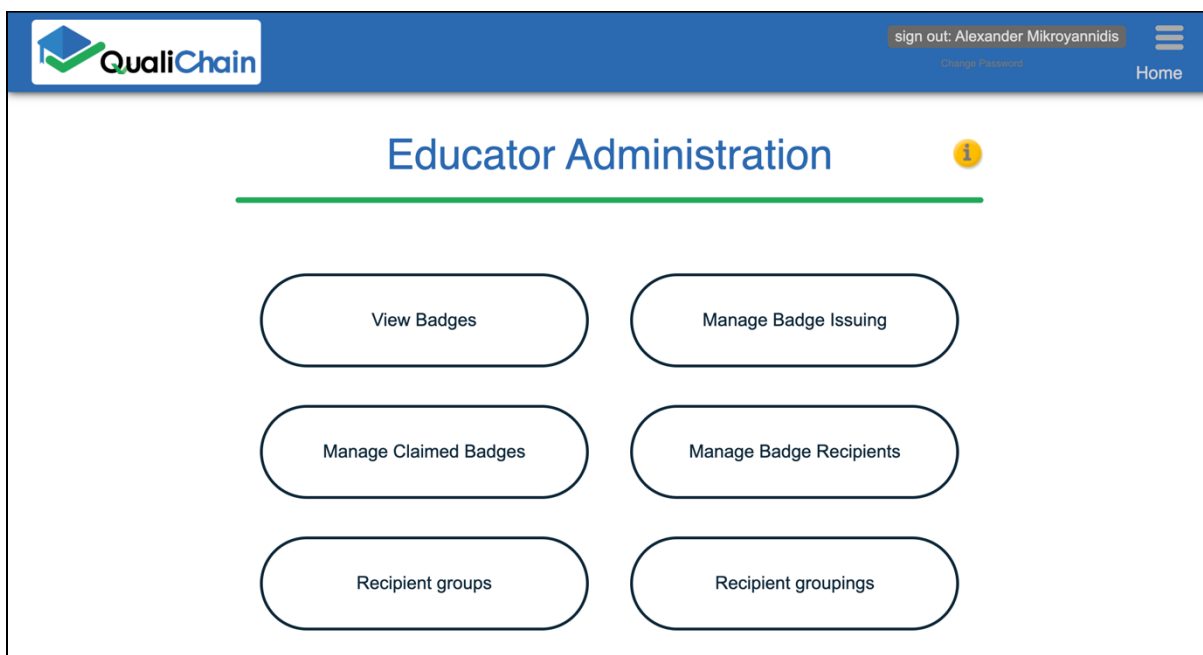 QualiChain
sign out: Alexander Mikroyannidis
Change Password
Home
Educator Administration
i
View Badges
Manage Badge Issuing
Manage Claimed Badges
Manage Badge Recipients
Recipient groups
Recipient groupings